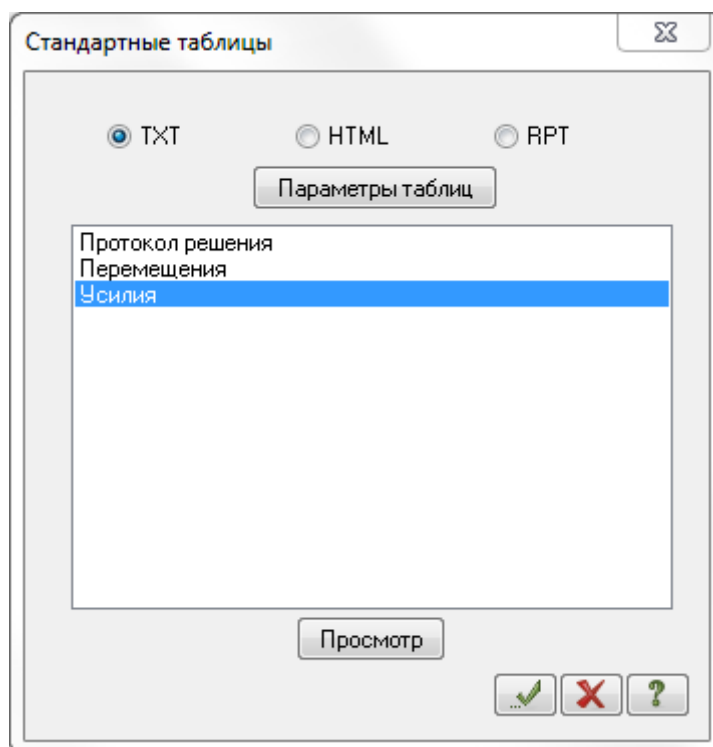 Стандартные таблицы
TXT HTML RPT
Параметры таблиц
Протокол решения
Перемещения
Усилия
Просмотр